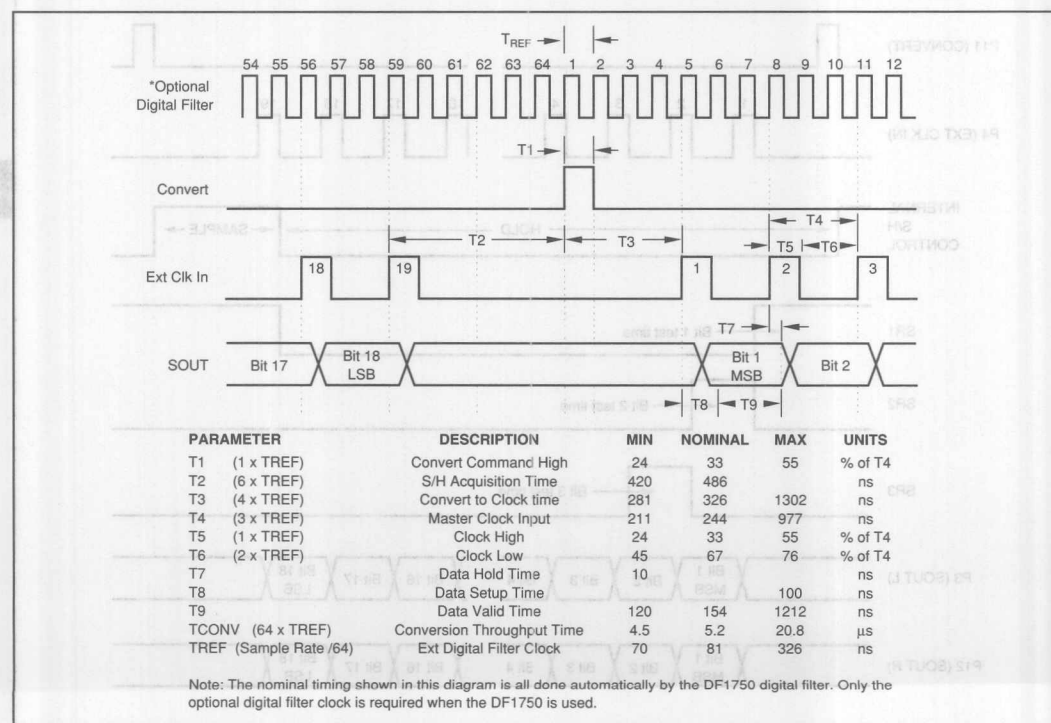 TREF
54 55 56 57 58 59 60 61 62 63 64 1 2 3 4 5 6 7 8 9 10 11 12
*Optional
Digital Filter
T1
Convert
T4
T2 T3 T5 T6
18 19 1 2 3
Ext Clk In
T7
SOUT
Bit 17
Bit 18
LSB
Bit 1
MSB
Bit 2
T8 T9
PARAMETER DESCRIPTION MIN NOMINAL MAX UNITS
T1 (1 x TREF) Convert Command High 24 33 55 % of T4
T2 (6 x TREF) S/H Acquisition Time 420 486 ns
T3 (4 x TREF) Convert to Clock time 281 326 1302 ns
T4 (3 x TREF) Master Clock Input 211 244 977 ns
T5 (1 x TREF) Clock High 24 33 55 % of T4
T6 (2 x TREF) Clock Low 45 67 76 % of T4
T7 Data Hold Time 10 ns
T8 Data Setup Time 100 ns
T9 Data Valid Time 120 154 1212 ns
TCONV (64 x TREF) Conversion Throughput Time 4.5 5.2 20.8 µs
TREF (Sample Rate /64) Ext Digital Filter Clock 70 81 326 ns
Note: The nominal timing shown in this diagram is all done automatically by the DF1750 digital filter. Only the
optional digital filter clock is required when the DF1750 is used.